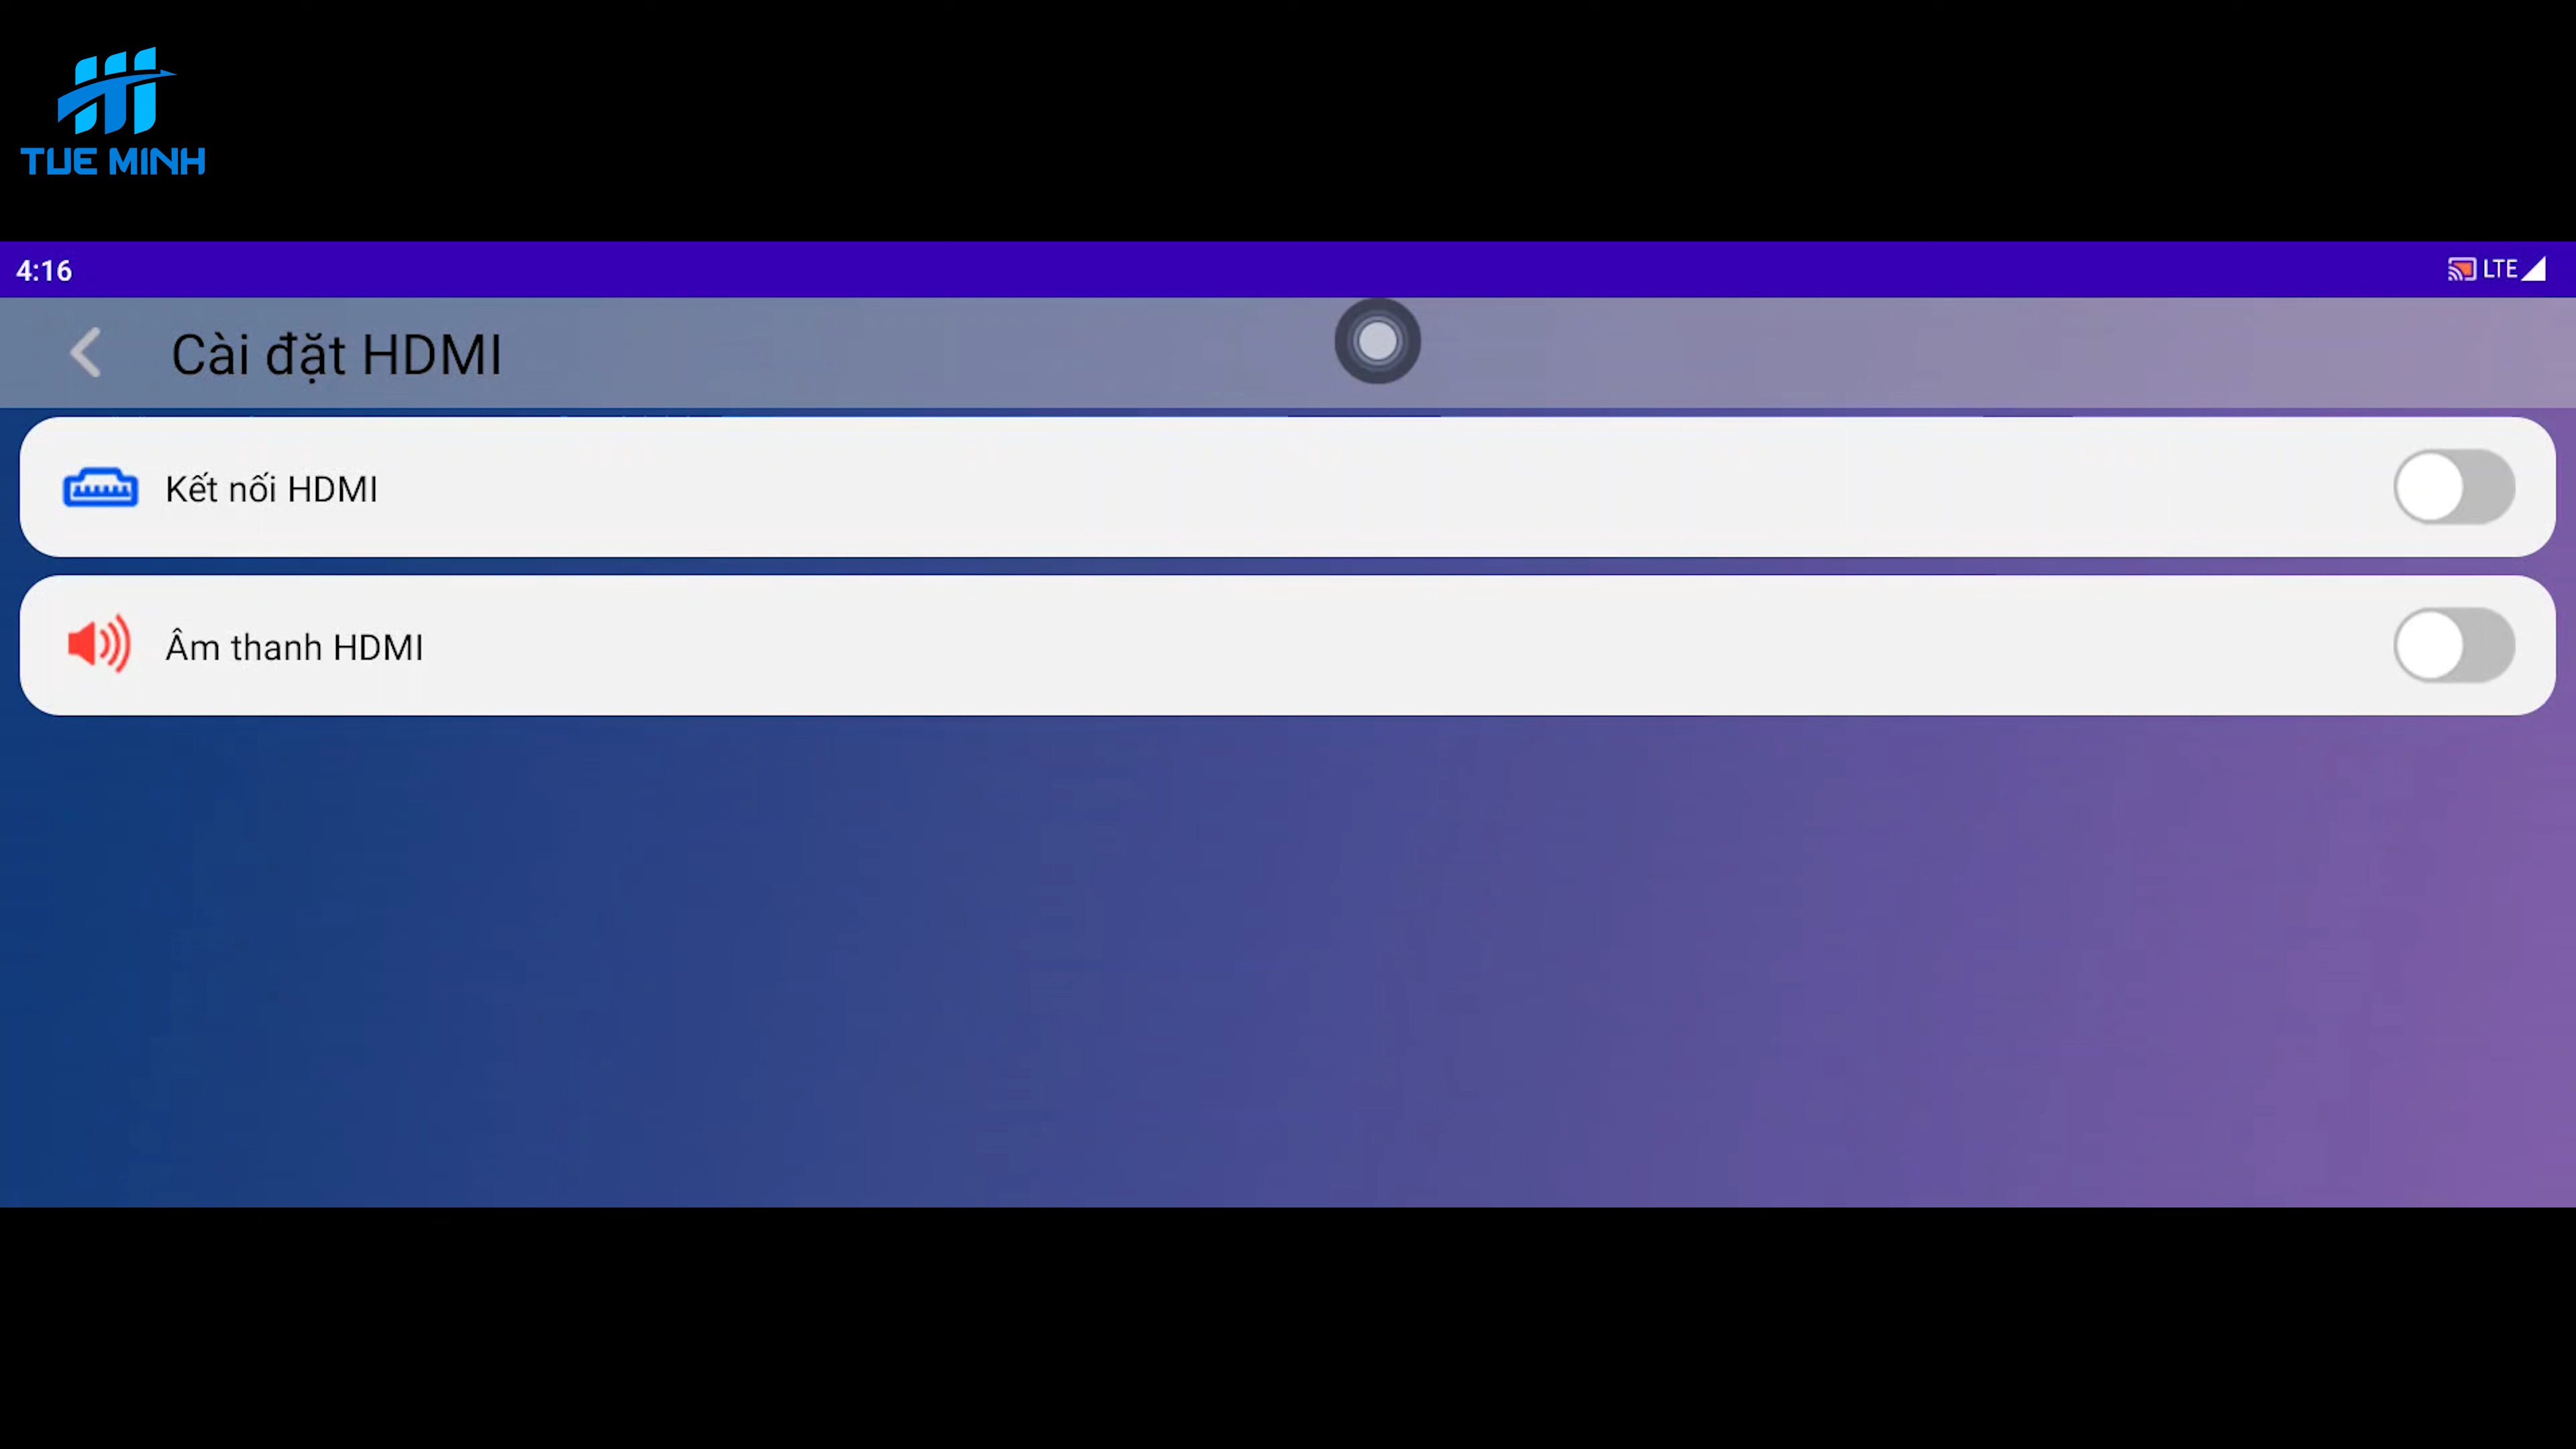 TUE MINH
4:16
LTE
Cài đặt HDMI
Kết nối HDMI
Âm thanh HDMI